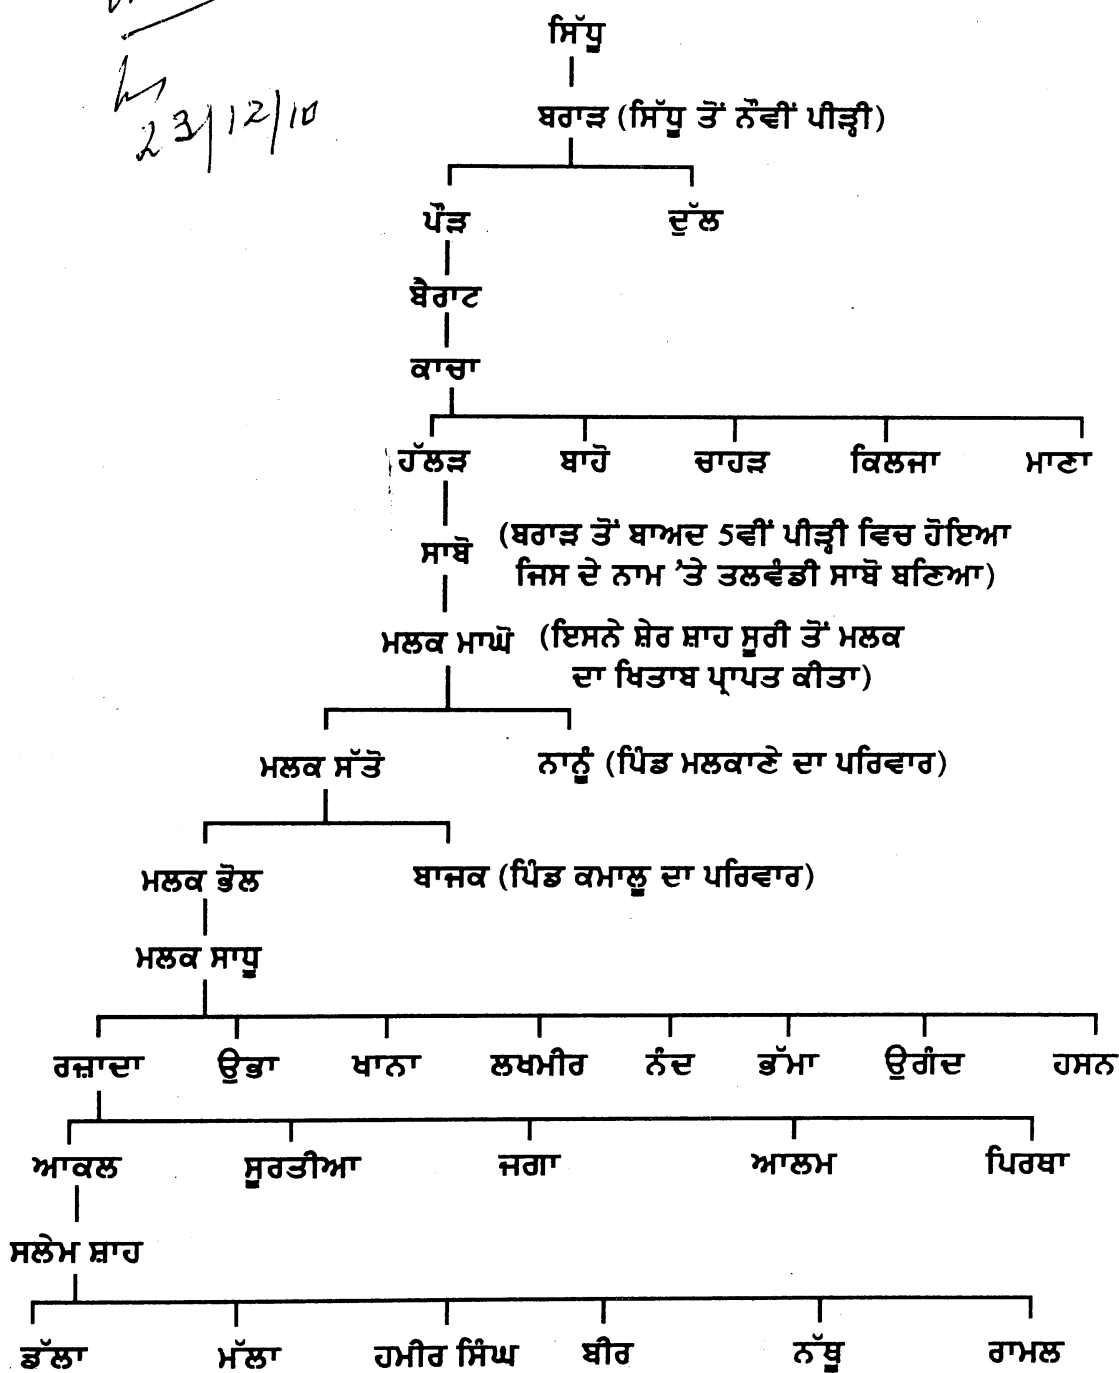 23/12/10
ਸਿੱਧੂ
ਬਰਾੜ (ਸਿੱਧੂ ਤੋਂ ਨੌਵੀਂ ਪੀੜ੍ਹੀ)
ਪੌੜ ਦੁੱਲ
ਬੈਰਾਟ
ਕਾਚਾ
ਹੱਲੜ ਬਾਹੋ ਚਾਹੜ ਕਿਲਜਾ ਮਾਣਾ
ਸਾਬੋ (ਬਰਾੜ ਤੋਂ ਬਾਅਦ 5ਵੀਂ ਪੀੜ੍ਹੀ ਵਿਚ ਹੋਇਆ
ਜਿਸ ਦੇ ਨਾਮ 'ਤੇ ਤਲਵੰਡੀ ਸਾਬੋ ਬਣਿਆ)
ਮਲਕ ਮਾਘੋ (ਇਸਨੇ ਸ਼ੇਰ ਸ਼ਾਹ ਸੂਰੀ ਤੋਂ ਮਲਕ
ਦਾ ਖਿਤਾਬ ਪ੍ਰਾਪਤ ਕੀਤਾ)
ਮਲਕ ਸੱਤੋ ਨਾਨੂੰ (ਪਿੰਡ ਮਲਕਾਣੇ ਦਾ ਪਰਿਵਾਰ)
ਮਲਕ ਭੋਲ ਬਾਜਕ (ਪਿੰਡ ਕਮਾਲੂ ਦਾ ਪਰਿਵਾਰ)
ਮਲਕ ਸਾਧੂ
ਰਜ਼ਾਦਾ ਉਭਾ ਖਾਨਾ ਲਖਮੀਰ ਨੰਦ ਭੱਮਾ ਉਗੰਦ ਹਸਨ
ਆਕਲ ਸੂਰਤੀਆ ਜਗਾ ਆਲਮ ਪਿਰਥਾ
ਸਲੇਮ ਸ਼ਾਹ
ਡੱਲਾ ਮੱਲਾ ਹਮੀਰ ਸਿੰਘ ਬੀਰ ਨੱਥੂ ਰਾਮਲ